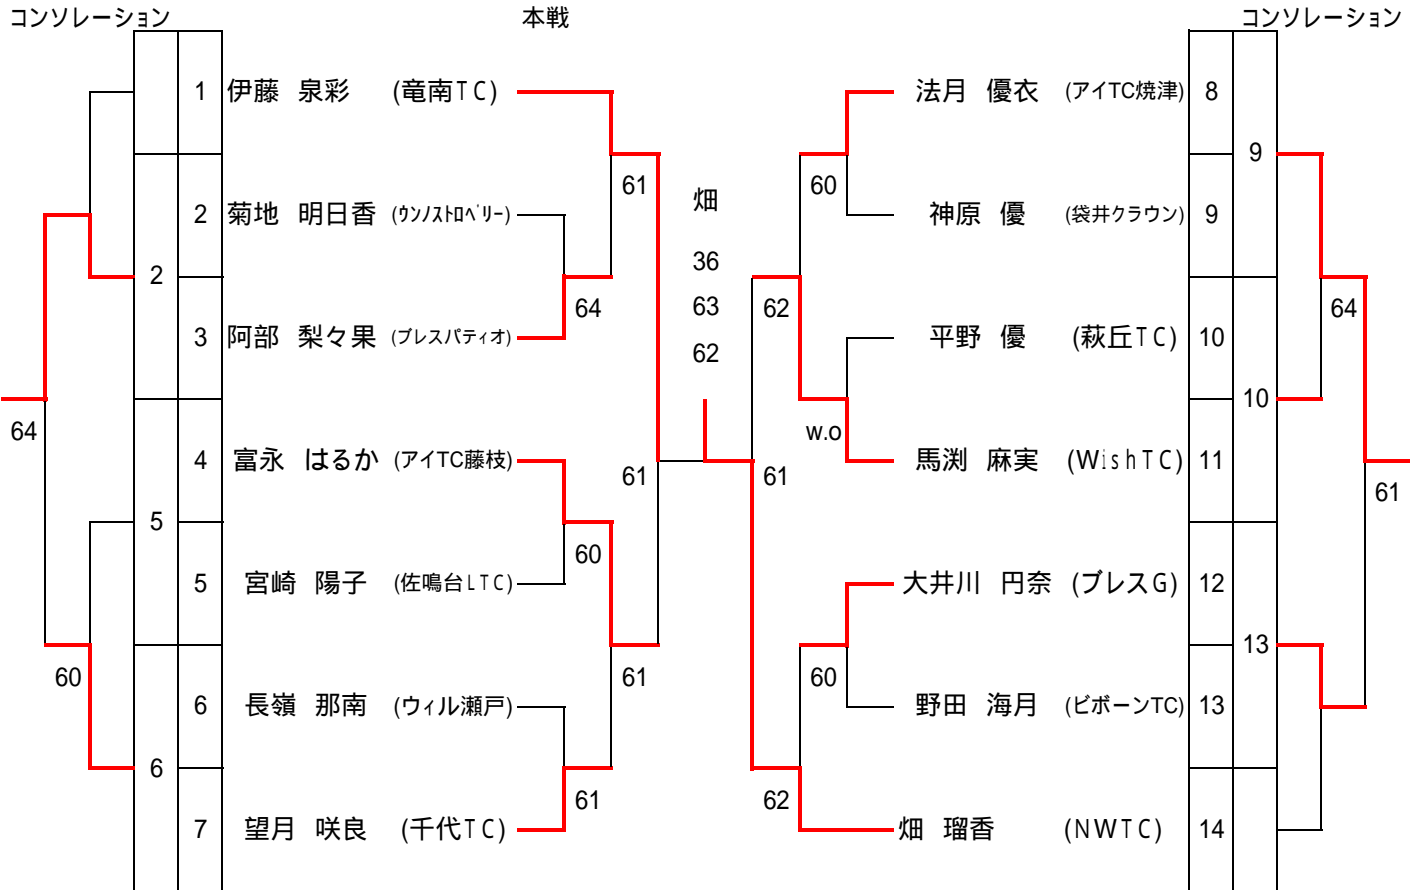 コンソレーション 本戦 コンソレーション
1 伊藤 泉彩 (竜南TC)
2 菊地 明日香 (ウンノストロベリー)
3 阿部 梨々果 (ブレスパティオ)
4 富永 はるか (アイTC藤枝)
5 宮崎 陽子 (佐鳴台LTC)
6 長嶺 那南 (ウィル瀬戸)
7 望月 咲良 (千代TC)
2
5
6
64
60
61
64
60
61
61
61
畑
36
63
62
法月 優衣 (アイTC焼津) 8
神原 優 (袋井クラウン) 9
平野 優 (萩丘TC) 10
馬渕 麻実 (WishTC) 11
大井川 円奈 (ブレスG) 12
野田 海月 (ビボーンTC) 13
畑 瑠香 (NWTC) 14
60
62
w.o
61
60
62
9
10
13
64
61